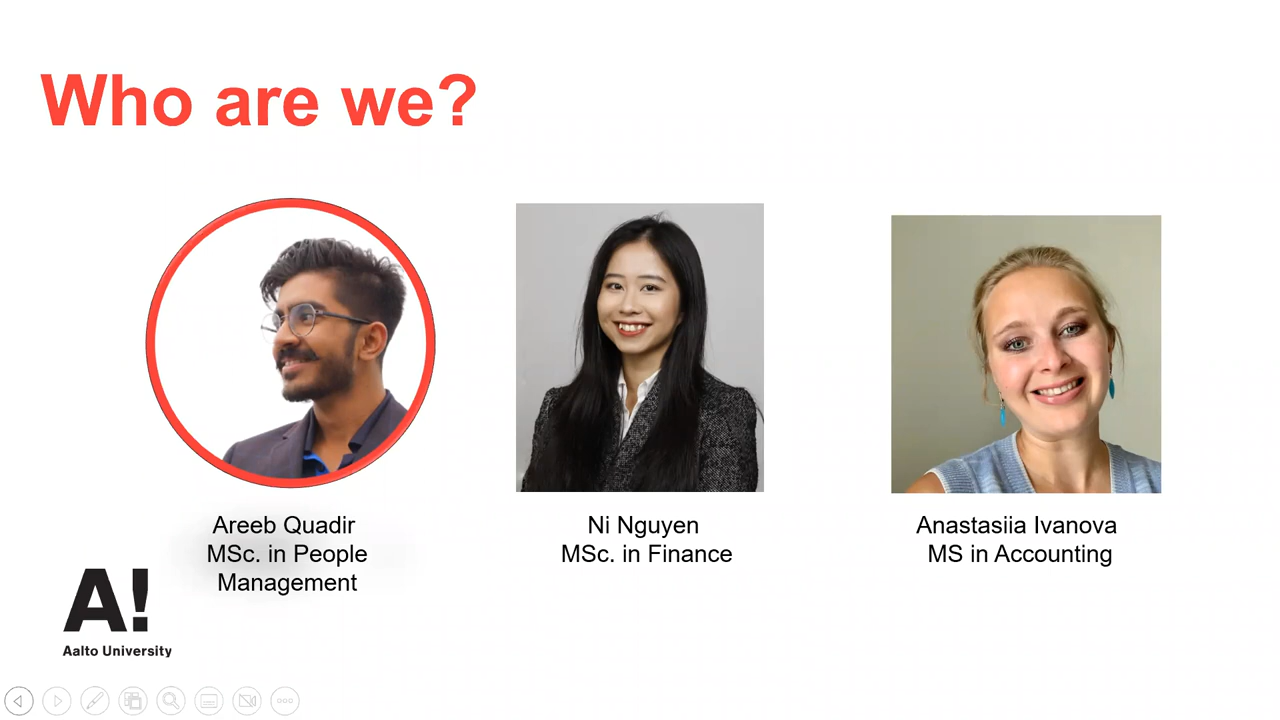 Who are we?
Areeb Quadir
MSc. in People
Management
Ni Nguyen
MSc. in Finance
Anastasiia Ivanova
MS in Accounting
A!
Aalto University